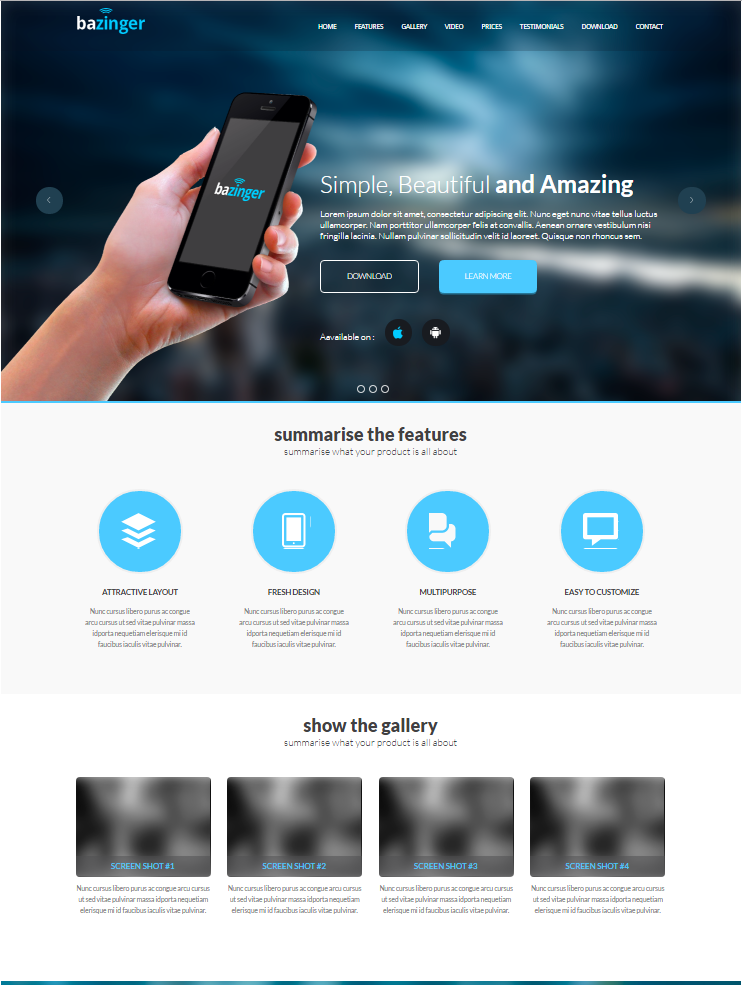 bazinger
HOME FEATURES GALLERY VIDEO PRICES TESTIMONIALS DOWNLOAD CONTACT
bazinger
Simple, Beautiful and Amazing
Lorem ipsum dolor sit amet, consectetur adipiscing elit. Nunc eget nunc vitae tellus luctus
ullamcorper. Nam porttitor ullamcorper felis at convallis. Aenean ornare vestibulum nisi
fringilla lacinia. Nullam pulvinar sollicitudin velit id laoreet. Quisque non rhoncus sem.
DOWNLOAD
LEARN MORE
Aavailable on :
summarise the features
summarise what your product is all about
ATTRACTIVE LAYOUT
Nunc cursus libero purus ac congue
arcu cursus ut sed vitae pulvinar massa
idporta nequetiam elerisque mi id
faucibus iaculis vitae pulvinar.
FRESH DESIGN
Nunc cursus libero purus ac congue
arcu cursus ut sed vitae pulvinar massa
idporta nequetiam elerisque mi id
faucibus iaculis vitae pulvinar.
MULTIPURPOSE
Nunc cursus libero purus ac congue
arcu cursus ut sed vitae pulvinar massa
idporta nequetiam elerisque mi id
faucibus iaculis vitae pulvinar.
EASY TO CUSTOMIZE
Nunc cursus libero purus ac congue
arcu cursus ut sed vitae pulvinar massa
idporta nequetiam elerisque mi id
faucibus iaculis vitae pulvinar.
show the gallery
summarise what your product is all about
SCREEN SHOT #1
Nunc cursus libero purus ac congue arcu cursus
ut sed vitae pulvinar massa idporta nequetiam
elerisque mi id faucibus iaculis vitae pulvinar.
SCREEN SHOT #2
Nunc cursus libero purus ac congue arcu cursus
ut sed vitae pulvinar massa idporta nequetiam
elerisque mi id faucibus iaculis vitae pulvinar.
SCREEN SHOT #3
Nunc cursus libero purus ac congue arcu cursus
ut sed vitae pulvinar massa idporta nequetiam
elerisque mi id faucibus iaculis vitae pulvinar.
SCREEN SHOT #4
Nunc cursus libero purus ac congue arcu cursus
ut sed vitae pulvinar massa idporta nequetiam
elerisque mi id faucibus iaculis vitae pulvinar.